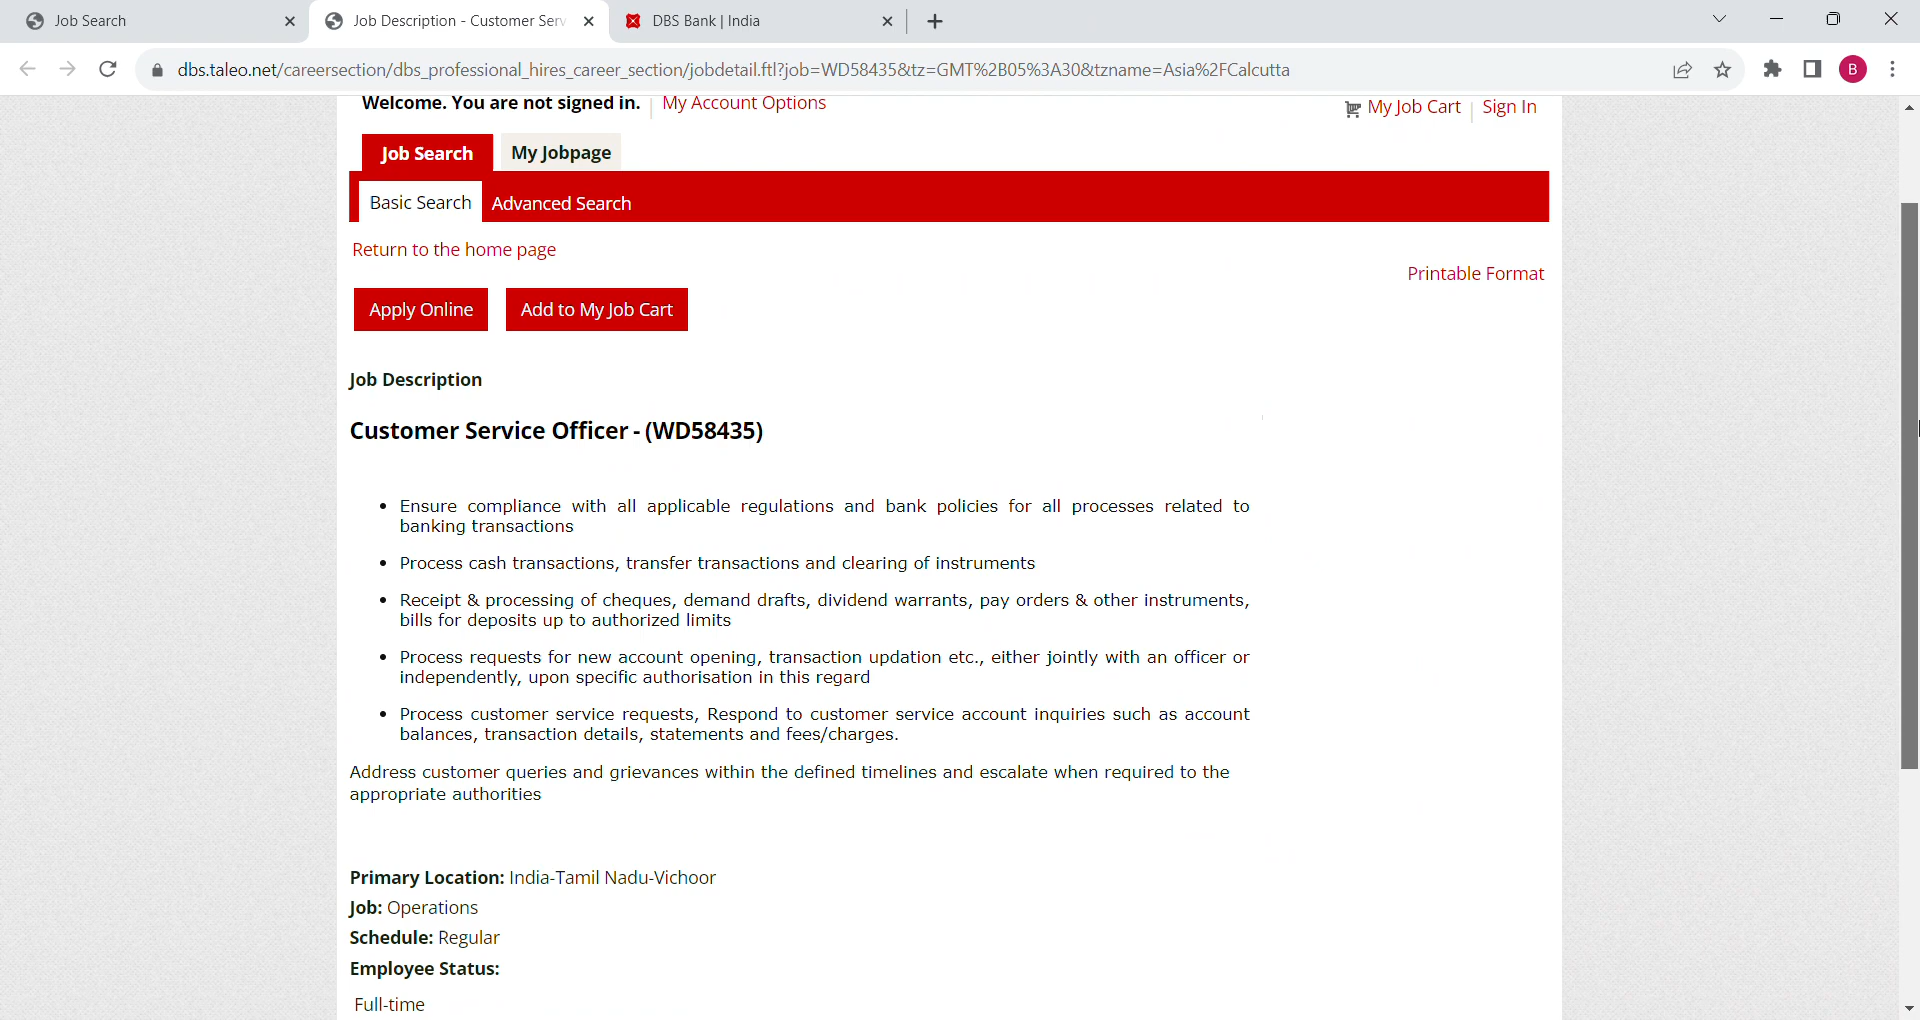 Job Search
Job Description - Customer Serv
DBS Bank | India
dbs.taleo.net/careersection/dbs_professional_hires_career_section/jobdetail.ftl?job=WD58435&tz=GMT%2B05%3A30&tzname=Asia%2FCalcutta
B
Welcome. You are not signed in. My Account Options
My Job Cart Sign In
Job Search My Jobpage
Basic Search Advanced Search
Return to the home page
Printable Format
Apply Online Add to My Job Cart
Job Description
Customer Service Officer - (WD58435)
• Ensure compliance with all applicable regulations and bank policies for all processes related to
banking transactions
• Process cash transactions, transfer transactions and clearing of instruments
• Receipt & processing of cheques, demand drafts, dividend warrants, pay orders & other instruments,
bills for deposits up to authorized limits
• Process requests for new account opening, transaction updation etc., either jointly with an officer or
independently, upon specific authorisation in this regard
• Process customer service requests, Respond to customer service account inquiries such as account
balances, transaction details, statements and fees/charges.
Address customer queries and grievances within the defined timelines and escalate when required to the
appropriate authorities
Primary Location: India-Tamil Nadu-Vichoor
Job: Operations
Schedule: Regular
Employee Status:
Full-time